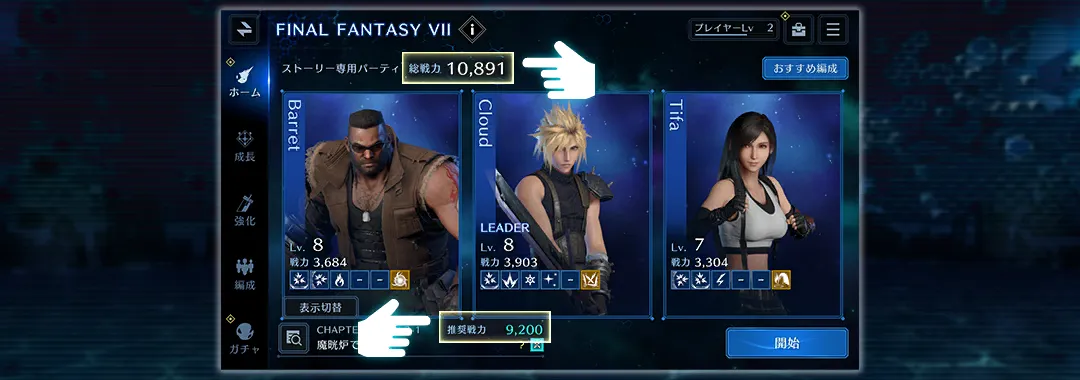 FINAL FANTASY VII
プレイヤーLv 2
ストーリー専用パーティ 総戦力 10,891
おすすめ編成
ホーム
成長
強化
編成
ガチャ
Barret
Lv. 8
戦力 3,684
Cloud
LEADER
Lv. 8
戦力 3,903
Tifa
Lv. 7
戦力 3,304
表示切替
CHAPTE
1
魔晄炉で
推奨戦力 9,200
?
開始